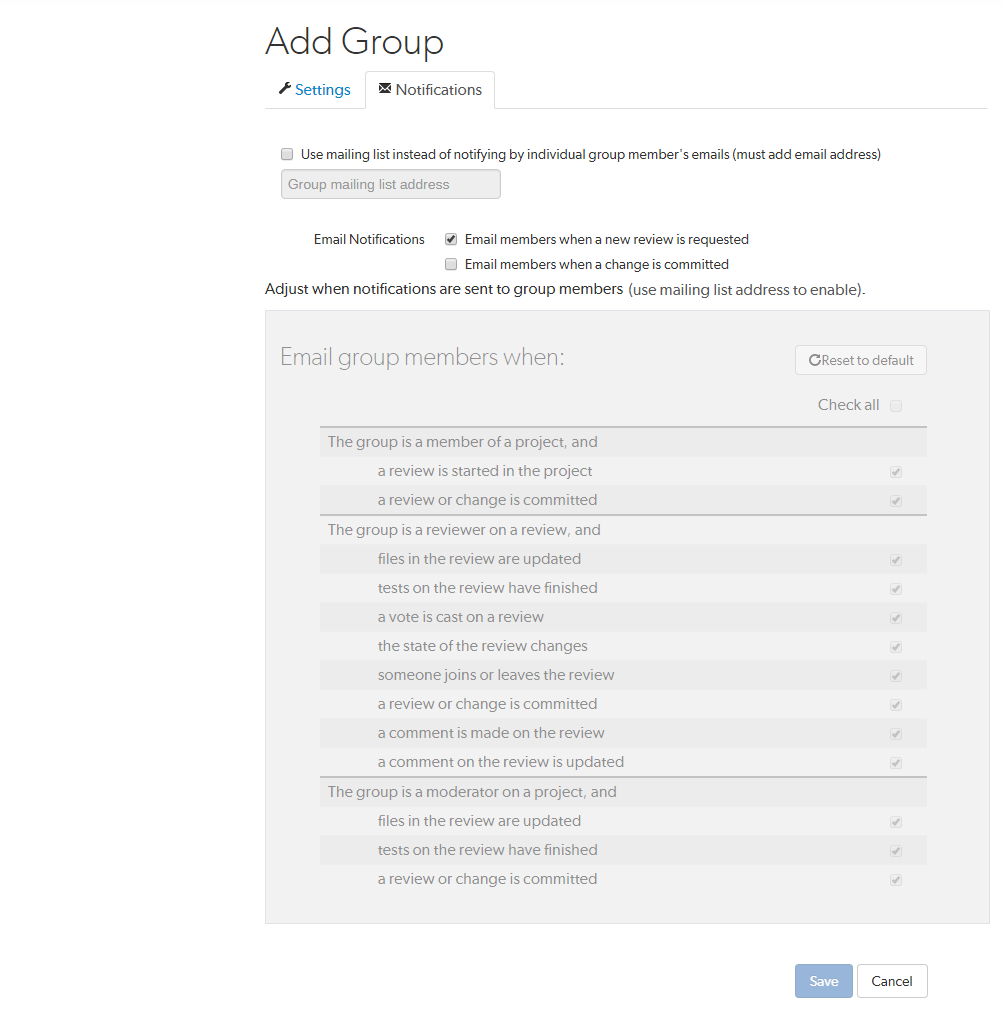 Add Group
Settings
Notifications
Use mailing list instead of notifying by individual group member's emails (must add email address)
Group mailing list address
Email Notifications
Email members when a new review is requested
Email members when a change is committed
Adjust when notifications are sent to group members (use mailing list address to enable).
Email group members when:
Reset to default
Check all
The group is a member of a project, and
a review is started in the project
a review or change is committed
The group is a reviewer on a review, and
files in the review are updated
tests on the review have finished
a vote is cast on a review
the state of the review changes
someone joins or leaves the review
a review or change is committed
a comment is made on the review
a comment on the review is updated
The group is a moderator on a project, and
files in the review are updated
tests on the review have finished
a review or change is committed
Save
Cancel